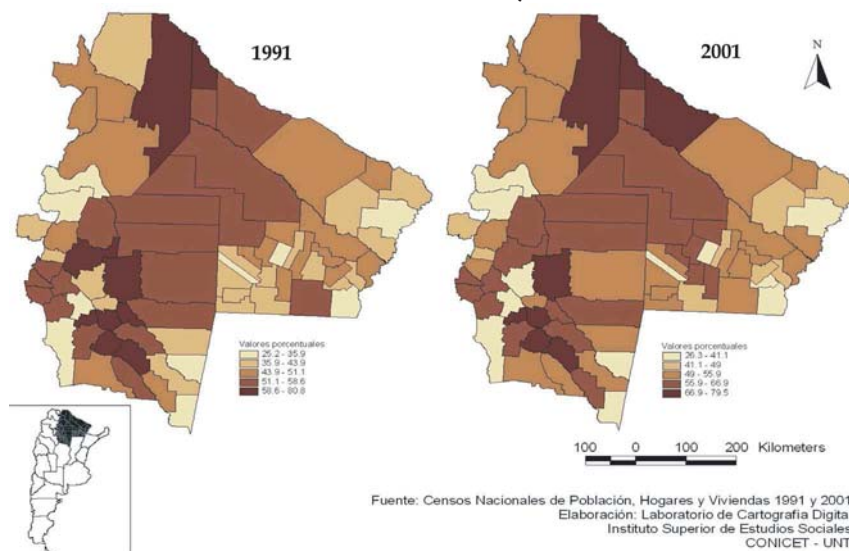 1991
2001
N
Valores porcentuales
25.2 - 35.9
35.9 - 43.9
43.9 - 51.1
51.1 - 58.6
58.6 - 80.8
Valores porcentuales
26.3 - 41.1
41.1 - 49
49 - 55.9
55.9 - 66.9
66.9 - 79.5
100 0 100 200 Kilometers
Fuente: Censos Nacionales de Población, Hogares y Viviendas 1991 y 2001
Elaboración: Laboratorio de Cartografía Digital
Instituto Superior de Estudios Sociales
CONICET - UNT